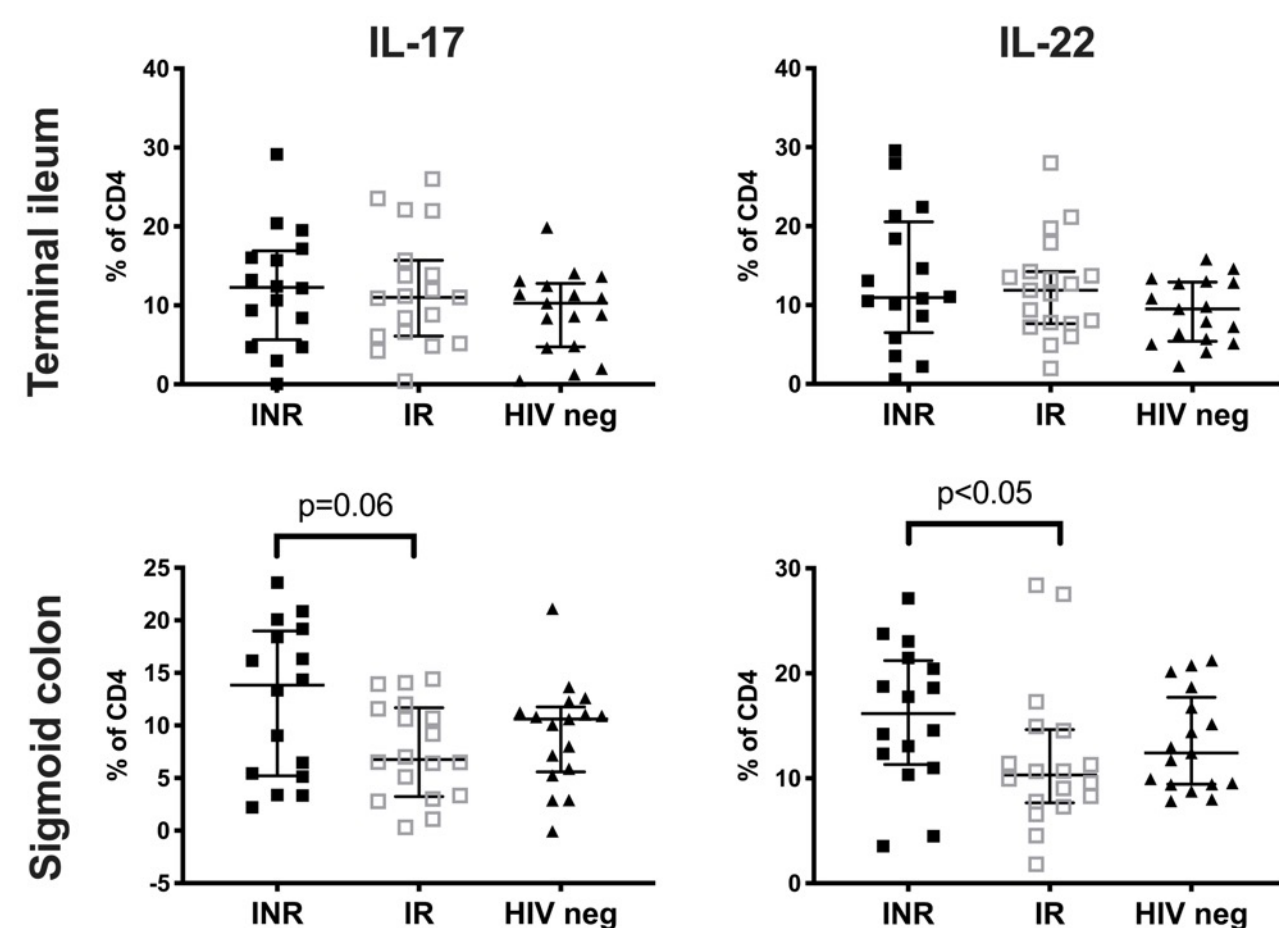 IL-17
IL-22
Terminal ileum
% of CD4
40
30
20
10
0
INR IR HIV neg
% of CD4
40
30
20
10
0
INR IR HIV neg
Sigmoid colon
p=0.06
% of CD4
25
20
15
10
5
0
-5
INR IR HIV neg
p<0.05
% of CD4
30
20
10
0
INR IR HIV neg